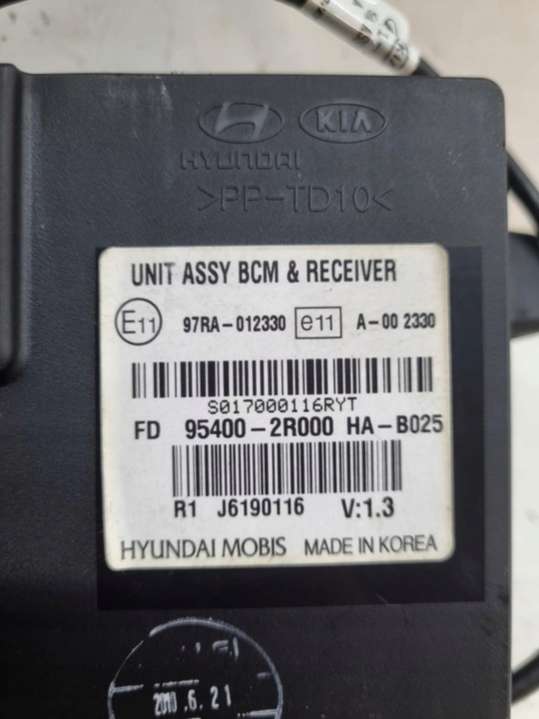 KIA
HYUNDAI
>PP-TD10<
UNIT ASSY BCM & RECEIVER
E11 97RA-012330 e11 A-00 2330
S017000116RYT
FD 95400-2R000 HA-B025
R1 J6190116 V:1.3
HYUNDAI MOBIS MADE IN KOREA
2010.6.21